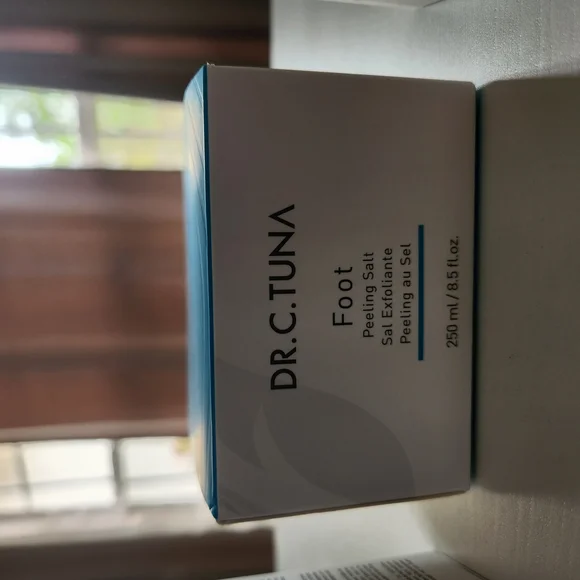 DR.C.TUNA
Foot
Peeling Salt
Sal Exfoliante
Peeling au Sel
250 ml / 8.5 fl.oz.